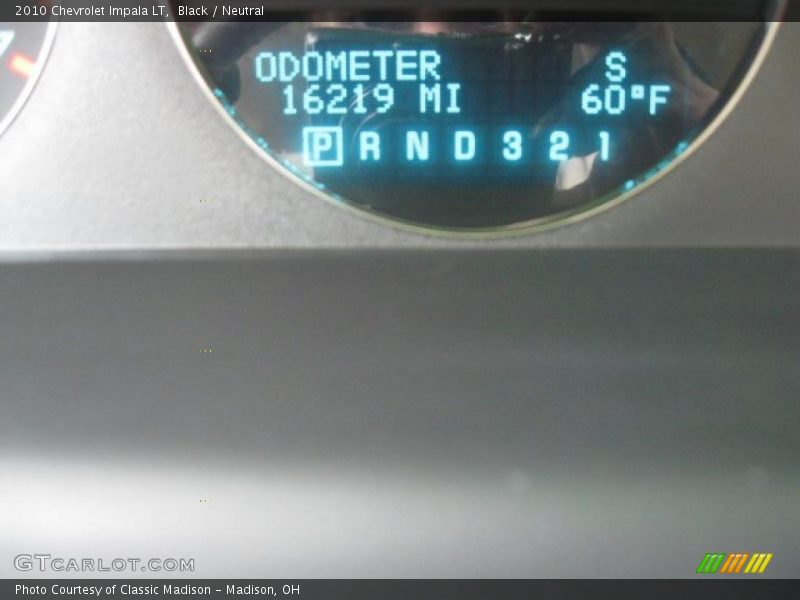 2010 Chevrolet Impala LT, Black / Neutral
ODOMETER S
16219 MI 60°F
P R N D 3 2 1
GTCARLOT.COM
Photo Courtesy of Classic Madison - Madison, OH